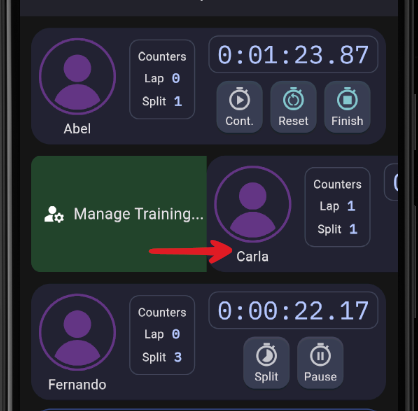 Abel
Counters
Lap 0
Split 1
0:01:23.87
Cont. Reset Finish
Manage Training...
Carla
Counters
Lap 1
Split 1
Fernando
Counters
Lap 0
Split 3
0:00:22.17
Split Pause